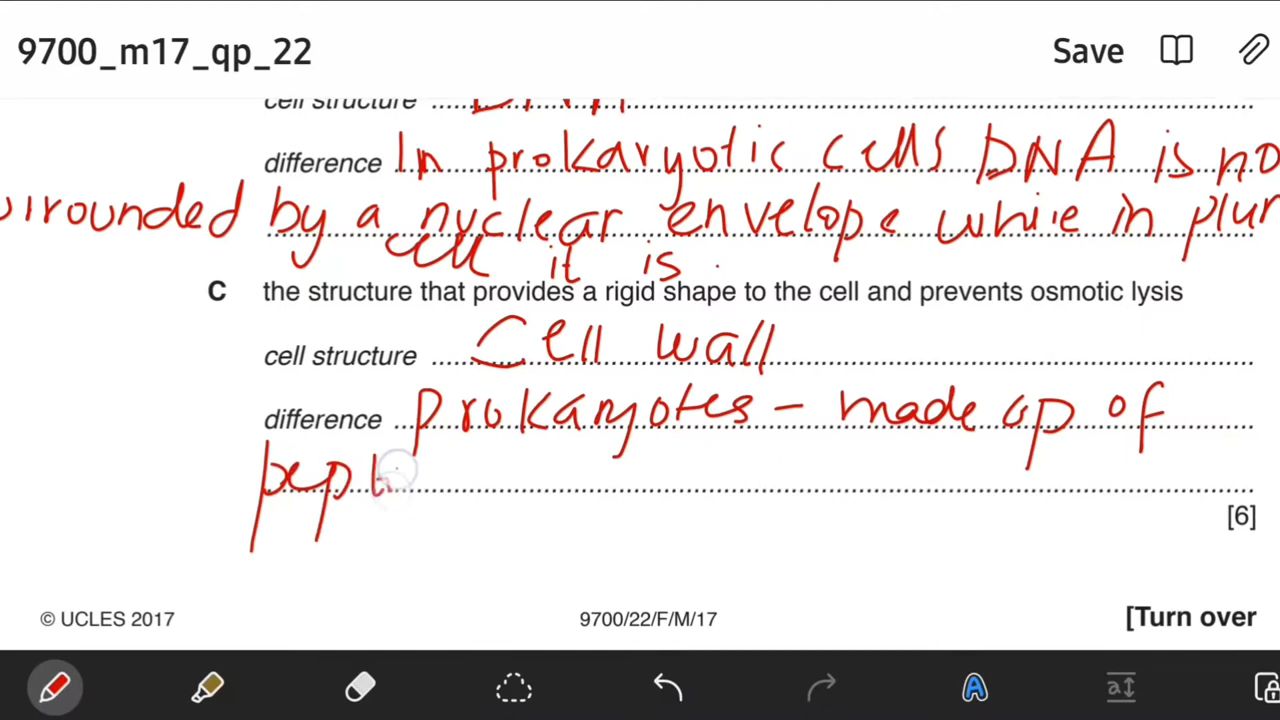 9700_m17_qp_22
Save
cell structure DNA
difference In prokaryotic cells DNA is no
urrounded by a nuclear envelope while in plan
cell it is
C the structure that provides a rigid shape to the cell and prevents osmotic lysis
cell structure Cell wall
difference Prokaryotes - made up of
pept
[6]
© UCLES 2017
9700/22/F/M/17
[Turn over
A
a